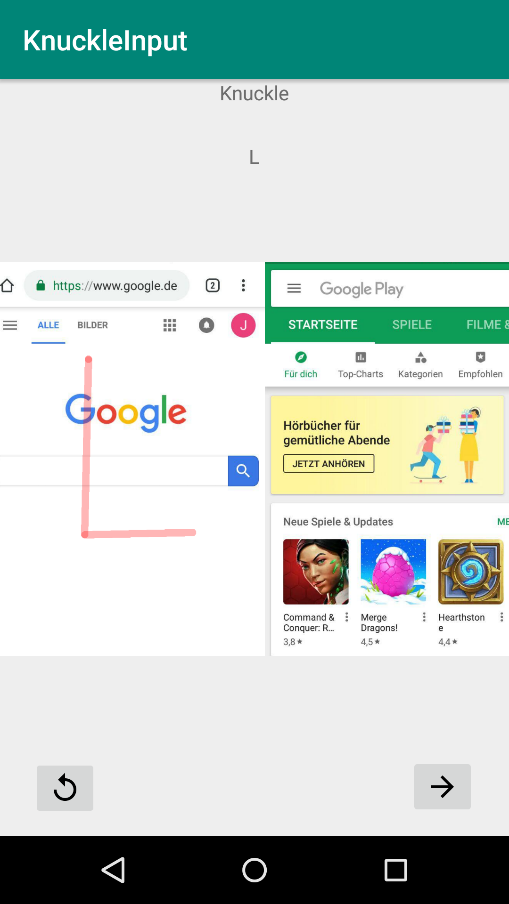 KnuckleInput
Knuckle
L
https://www.google.de 2
ALLE BILDER J
Google
Google Play
STARTSEITE SPIELE FILME &
Für dich Top-Charts Kategorien Empfohlen
Hörbücher für
gemütliche Abende
JETZT ANHÖREN
Neue Spiele & Updates ME
Command &
Conquer: R...
3,8 ★
Merge
Dragons!
4,5 ★
Hearthston
e
4,4 ★